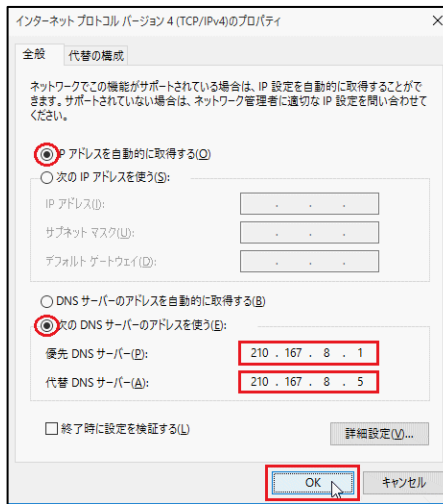 インターネット プロトコル バージョン 4 (TCP/IPv4)のプロパティ
全般
代替の構成
ネットワークでこの機能がサポートされている場合は、IP 設定を自動的に取得することがで
きます。サポートされていない場合は、ネットワーク管理者に適切な IP 設定を問い合わせて
ください。
IP アドレスを自動的に取得する(O)
次の IP アドレスを使う(S):
IP アドレス(I):
サブネット マスク(U):
デフォルト ゲートウェイ(D):
DNS サーバーのアドレスを自動的に取得する(B)
次の DNS サーバーのアドレスを使う(E):
優先 DNS サーバー(P): 210 . 167 . 8 . 1
代替 DNS サーバー(A): 210 . 167 . 8 . 5
終了時に設定を検証する(L)
詳細設定(V)...
OK キャンセル